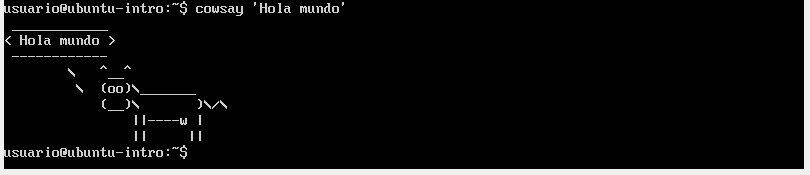 usuario@ubuntu-intro:~$ cowsay 'Hola mundo'
 ____________
< Hola mundo >
 ------------
        \   ^__^
         \  (oo)\_______
            (__)\       )\/\
                ||----w |
                ||     ||
usuario@ubuntu-intro:~$